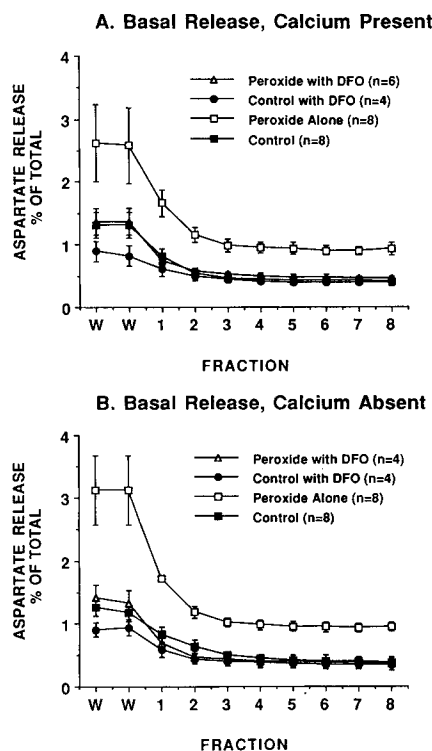 A. Basal Release, Calcium Present
ASPARTATE RELEASE
% OF TOTAL
4
3
2
1
0
Peroxide with DFO (n=6)
Control with DFO (n=4)
Peroxide Alone (n=8)
Control (n=8)
W W 1 2 3 4 5 6 7 8
FRACTION
B. Basal Release, Calcium Absent
ASPARTATE RELEASE
% OF TOTAL
4
3
2
1
0
Peroxide with DFO (n=4)
Control with DFO (n=4)
Peroxide Alone (n=8)
Control (n=8)
W W 1 2 3 4 5 6 7 8
FRACTION